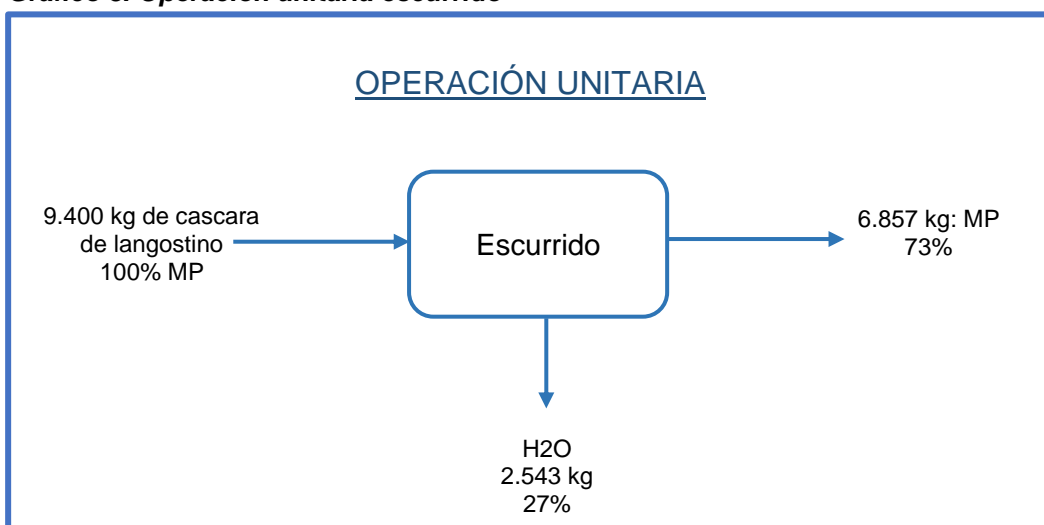 OPERACIÓN UNITARIA
9.400 kg de cascara
de langostino
100% MP
Escurrido
6.857 kg: MP
73%
H2O
2.543 kg
27%